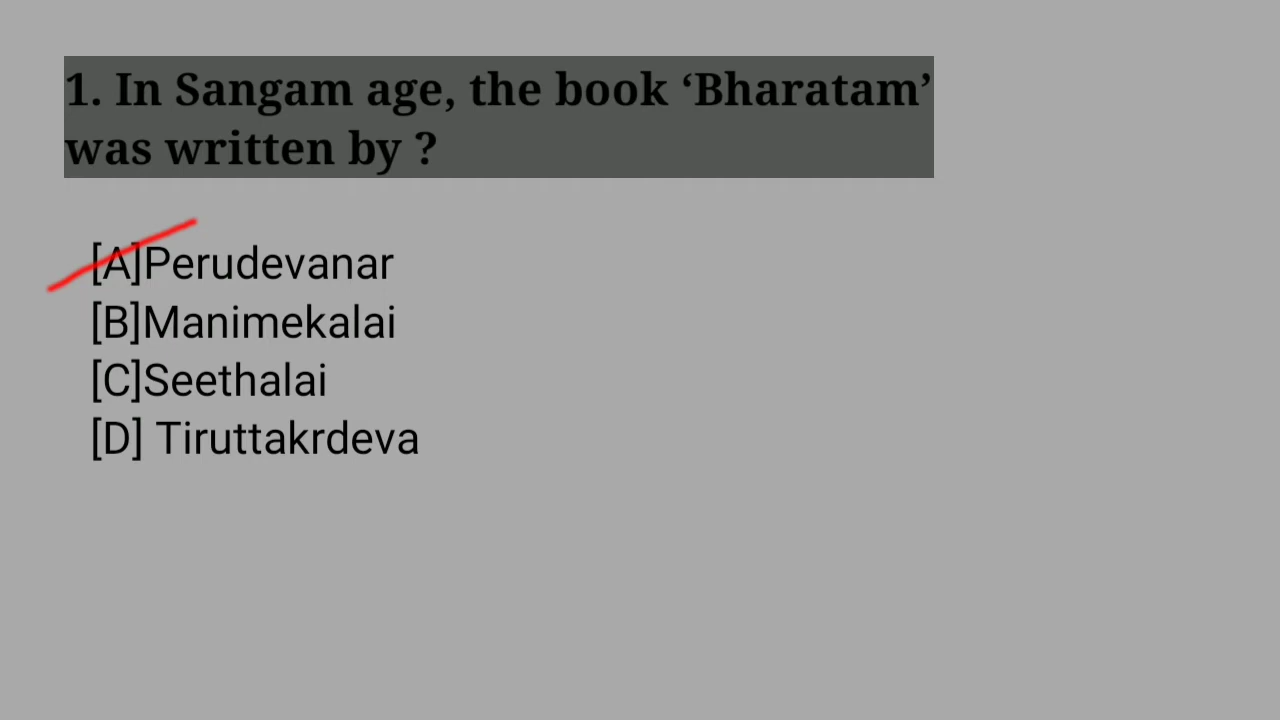 1. In Sangam age, the book ‘Bharatam’
was written by ?
[A]Perudevanar
[B]Manimekalai
[C]Seethalai
[D] Tiruttakrdeva